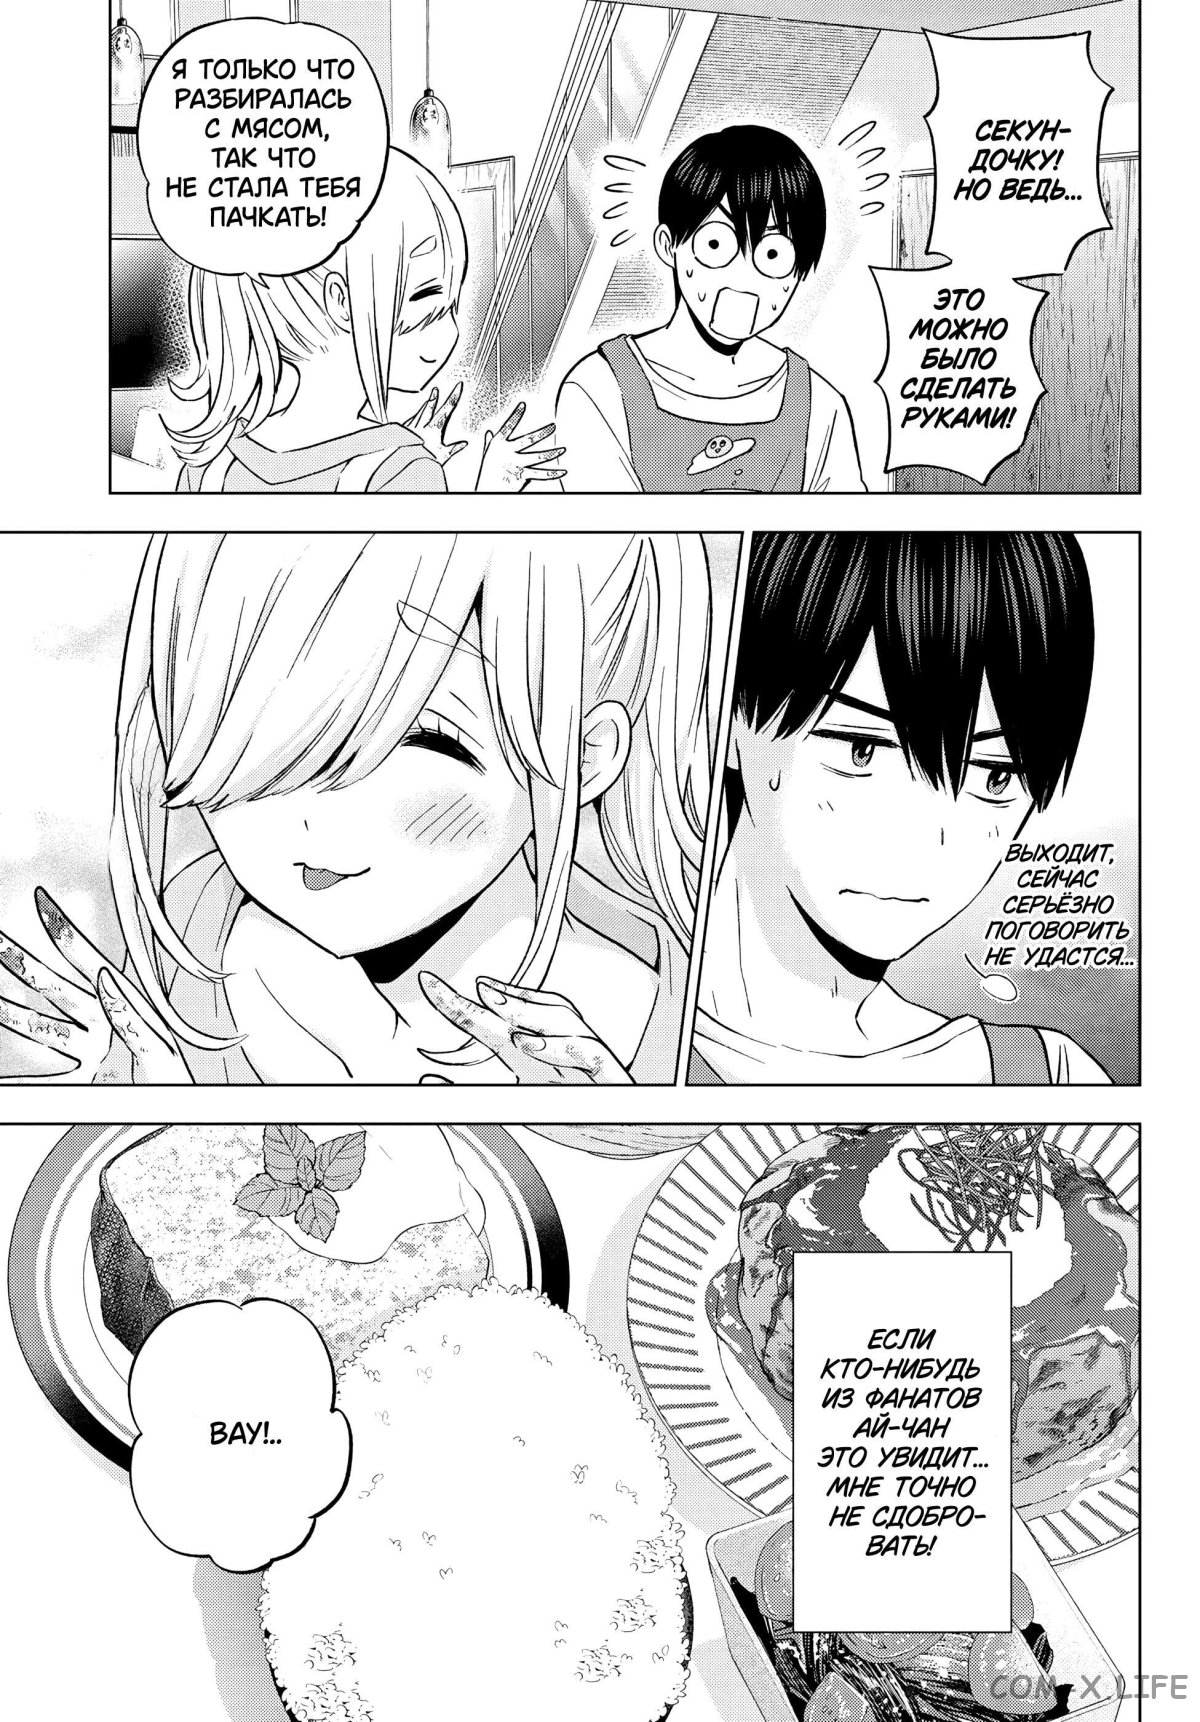 СЕКУН-
ДОЧКУ!
НО ВЕДЬ...
ЭТО
МОЖНО
БЫЛО
СДЕЛАТЬ
РУКАМИ!
Я ТОЛЬКО ЧТО
РАЗБИРАЛАСЬ
С МЯСОМ,
ТАК ЧТО
НЕ СТАЛА ТЕБЯ
ПАЧКАТЬ!
ВЫХОДИТ,
СЕЙЧАС
СЕРЬЁЗНО
ПОГОВОРИТЬ
НЕ УДАСТСЯ...
ЕСЛИ
КТО-НИБУДЬ
ИЗ ФАНАТОВ
АЙ-ЧАН
ЭТО УВИДИТ...
МНЕ ТОЧНО
НЕ СДОБРО-
ВАТЬ!
ВАУ!..
COM-X.LIFE